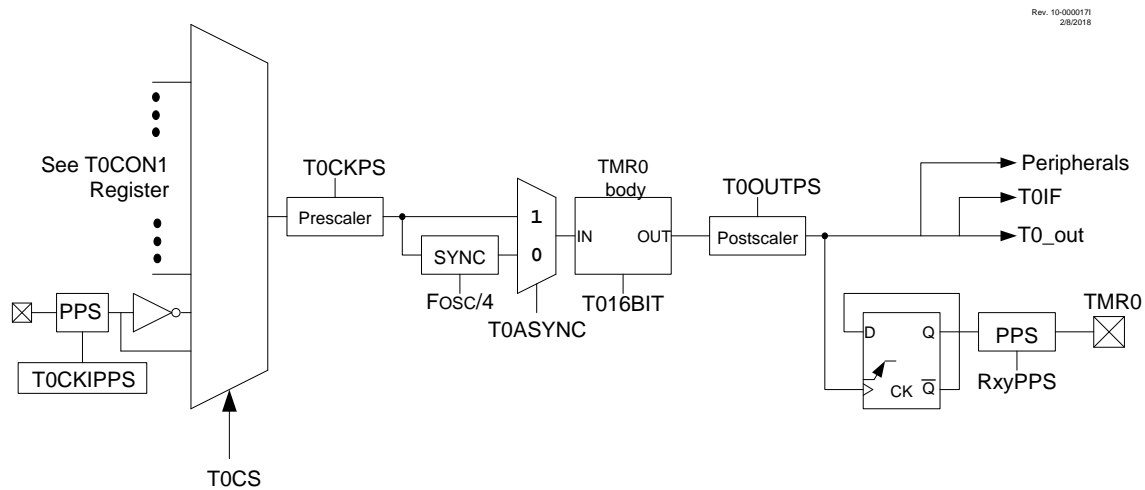 Rev. 10-000017I
2/8/2018
See T0CON1
Register
T0CKPS
Prescaler
SYNC
FOSC/4
1
0
T0ASYNC
TMR0
body
IN
OUT
T016BIT
T0OUTPS
Postscaler
Peripherals
T0IF
T0_out
PPS
T0CKIPPS
T0CS
D
Q
CK
Q
PPS
RxyPPS
TMR0